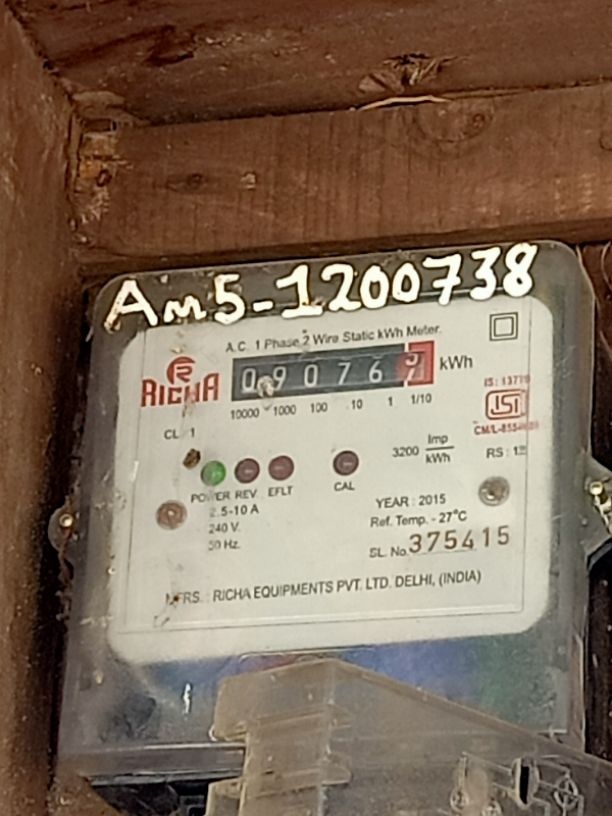 Am5-1200738
A.C. 1 Phase 2 Wire Static kWh Meter.
RICHA
0 9 0 7 6 kWh
10000 1000 100 10 1 1/10
CL 1
3200 Imp/kWh
CM/L-
RS :
POWER REV. EFLT CAL
2.5-10 A
240 V.
50 Hz.
YEAR : 2015
Ref. Temp. - 27°C
SL. No. 375415
MFRS. : RICHA EQUIPMENTS PVT. LTD. DELHI, (INDIA)